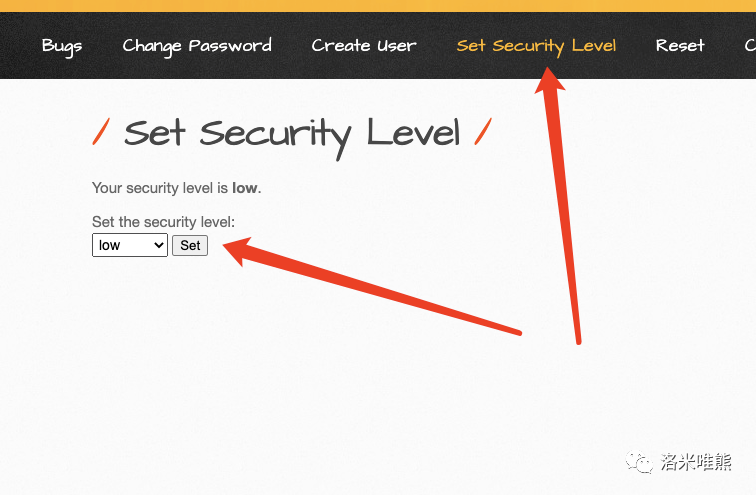 Bugs Change Password Create User Set Security Level Reset C
/ Set Security Level /
Your security level is low.
Set the security level:
low Set
洛米唯熊